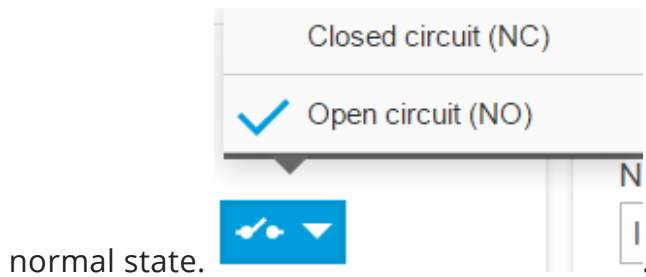 Closed circuit (NC)
Open circuit (NO)
N
I
normal state. .